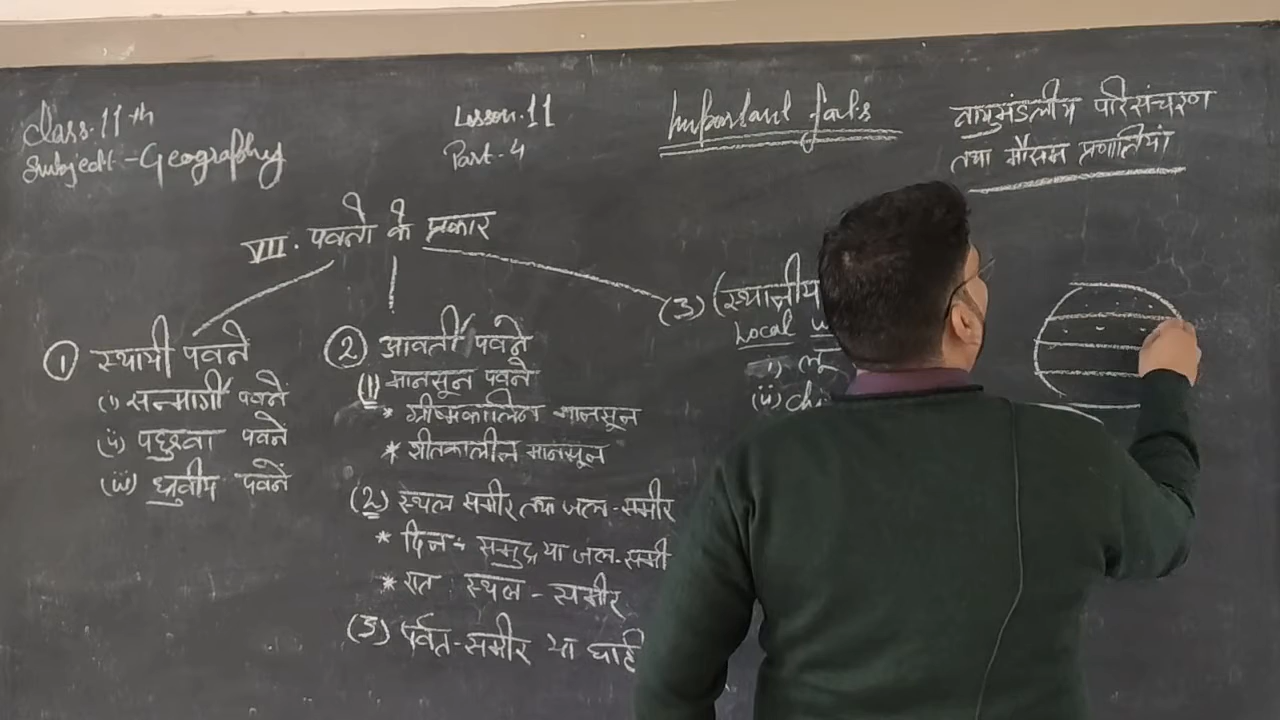 Class. 11th
Subject - Geography
Lesson. 11
Part - 4
Important facts
वायुमंडलीय परिसंचरण
तथा मौसम प्रणालियां
VII. पवनों के प्रकार
① स्थायी पवनें
(i) सन्मार्गी पवनें
(ii) पछुवा पवनें
(iii) ध्रुवीय पवनें
② आवर्ती पवनें
(1) मानसून पवनें
* ग्रीष्मकालिन मानसून
* शीतकालीन मानसून
(2) स्थल समीर तथा जल-समीर
* दिन - समुद्र या जल-समी
* रात स्थल - समीर
(3) पर्वत-समीर या घाटी
(3) (स्थानीय
Local
i) लू
(ii)